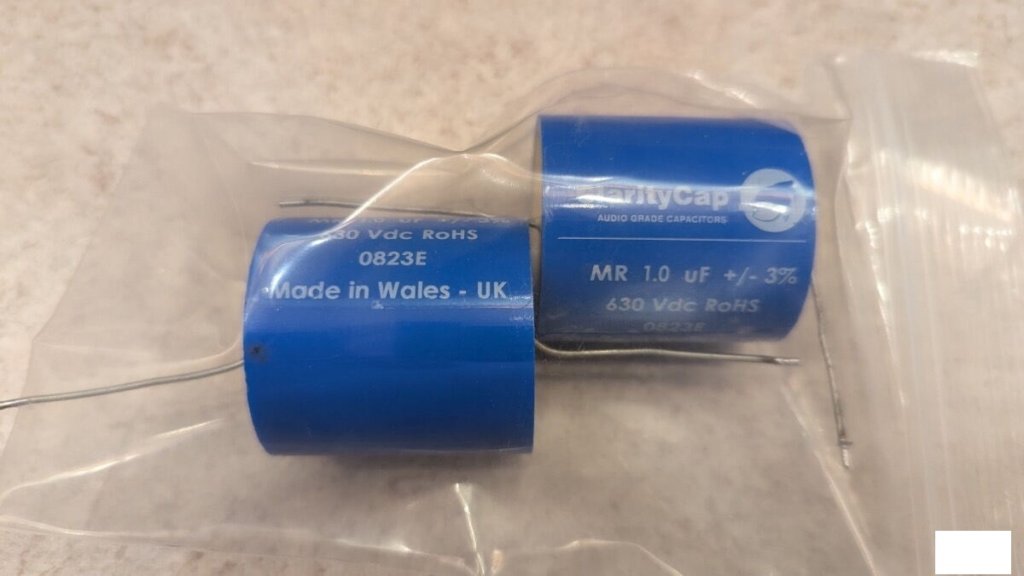 ClarityCap
AUDIO GRADE CAPACITORS
MR 1.0 uF +/- 3%
630 Vdc RoHS
0823E
630 Vdc RoHS
0823E
Made in Wales - UK